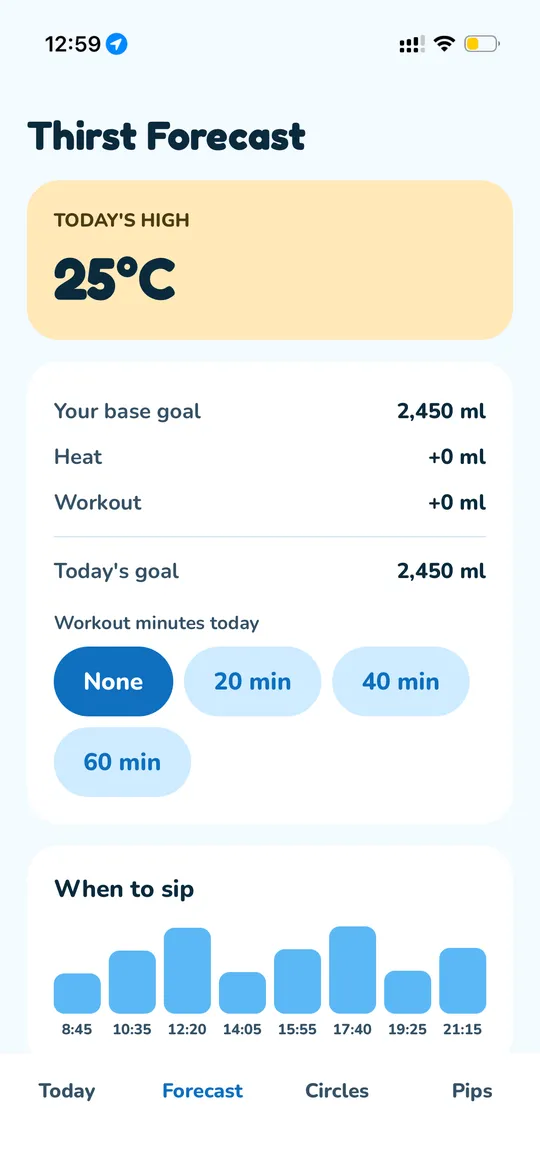 12:59
Thirst Forecast
TODAY'S HIGH
25°C
Your base goal 2,450 ml
Heat +0 ml
Workout +0 ml
Today's goal 2,450 ml
Workout minutes today
None 20 min 40 min
60 min
When to sip
8:45 10:35 12:20 14:05 15:55 17:40 19:25 21:15
Today Forecast Circles Pips